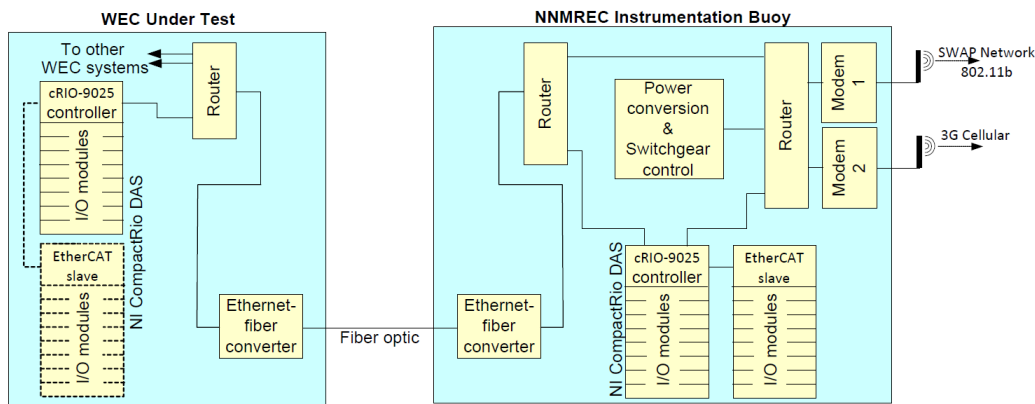 WEC Under Test
To other
WEC systems
Router
cRIO-9025
controller
I/O modules
NI CompactRio DAS
EtherCAT
slave
I/O modules
Ethernet-
fiber
converter
Fiber optic
NNMREC Instrumentation Buoy
Router
Power
conversion
&
Switchgear
control
Router
Modem
1
Modem
2
SWAP Network
802.11b
3G Cellular
Ethernet-
fiber
converter
NI CompactRio DAS
cRIO-9025
controller
I/O modules
EtherCAT
slave
I/O modules